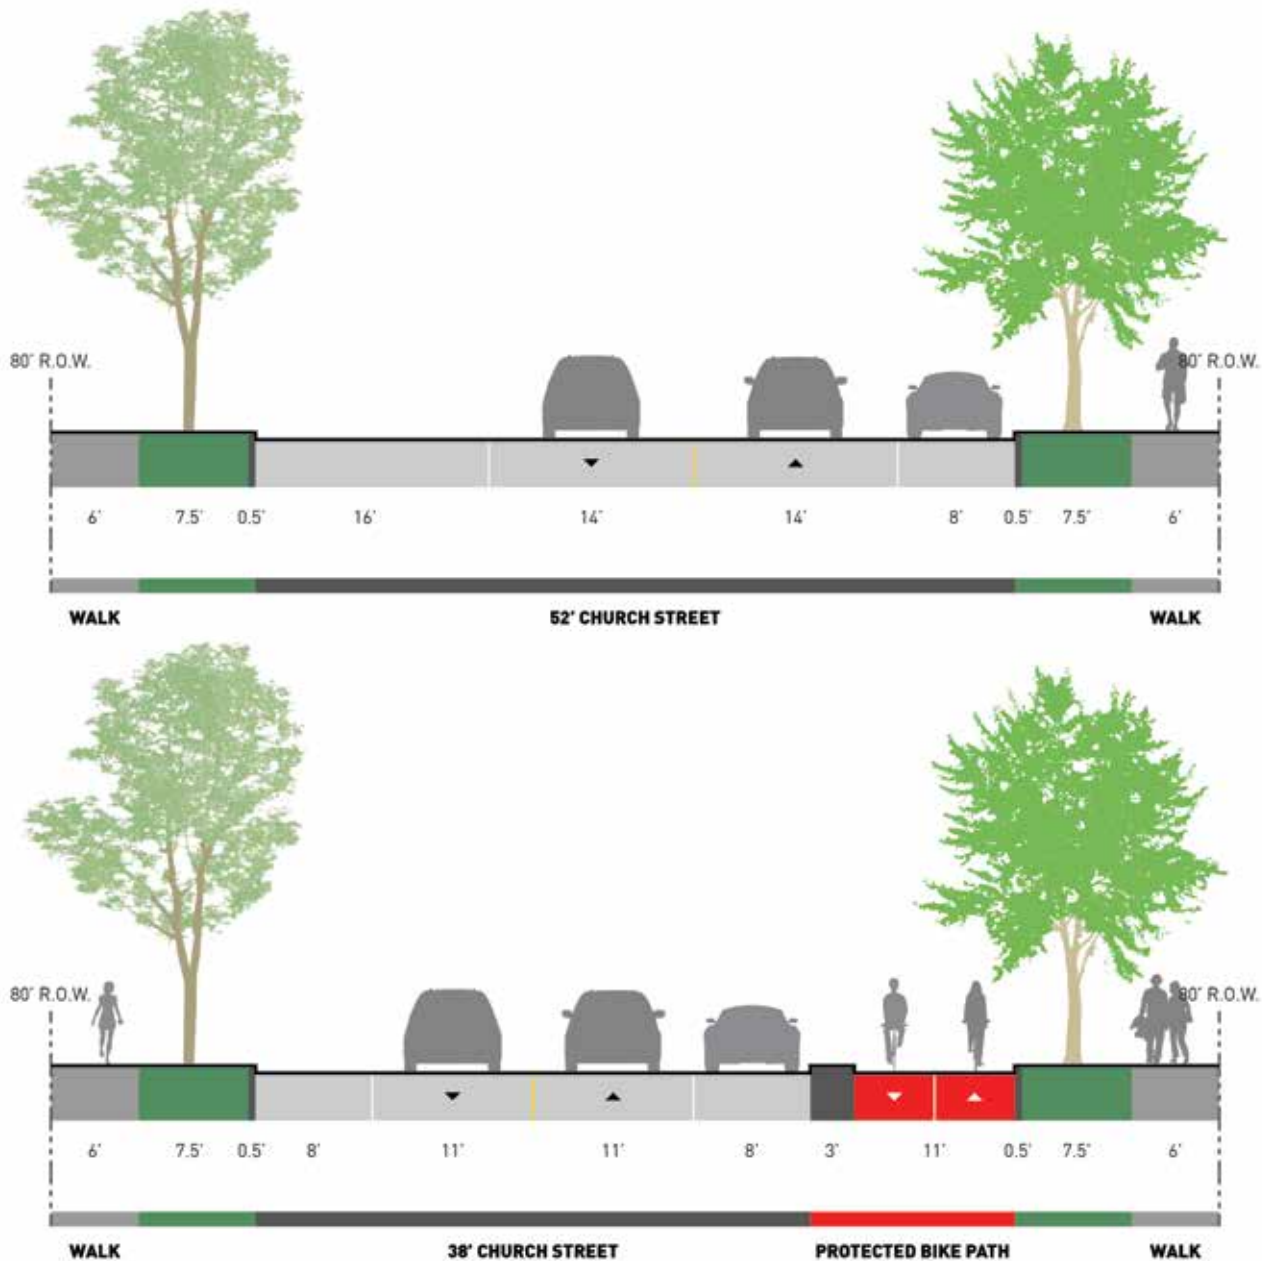 80' R.O.W.
80' R.O.W.
6' 7.5' 0.5' 16' 14' 14' 8' 0.5' 7.5' 6'
WALK 52' CHURCH STREET WALK
80' R.O.W.
80' R.O.W.
6' 7.5' 0.5' 8' 11' 11' 8' 3' 11' 0.5' 7.5' 6'
WALK 38' CHURCH STREET PROTECTED BIKE PATH WALK